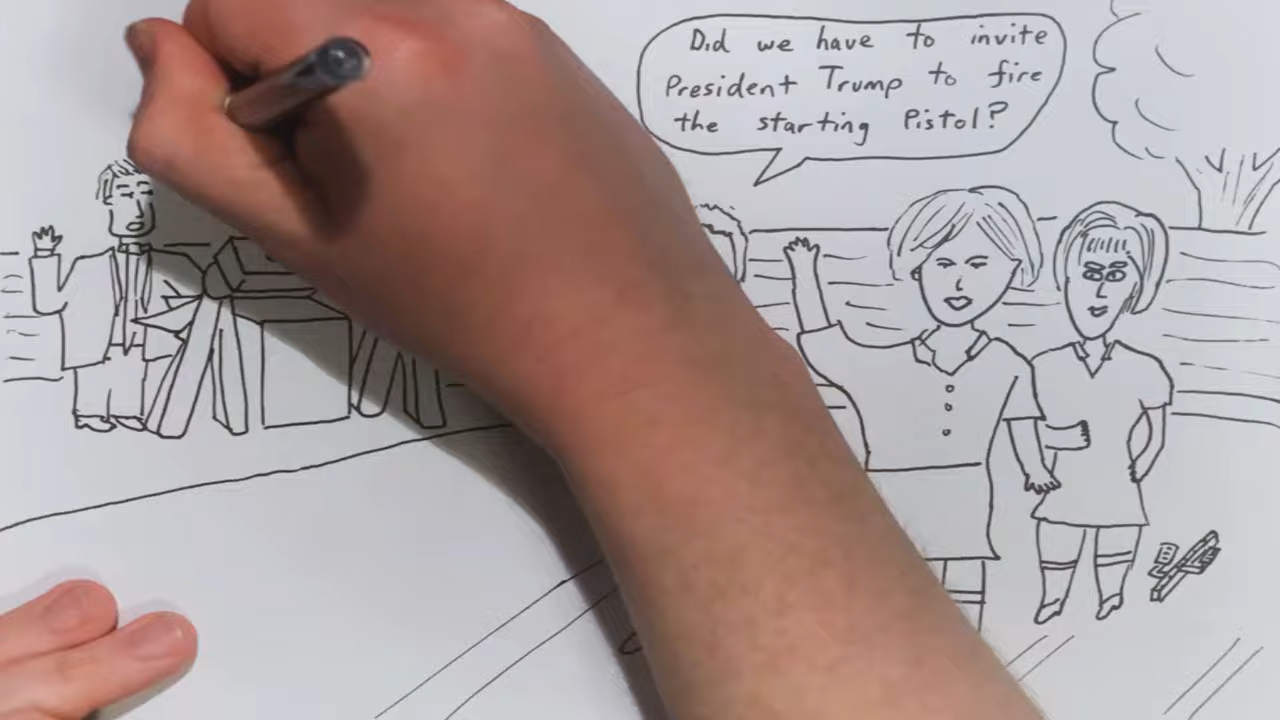 Did we have to invite
President Trump to fire
the starting Pistol?